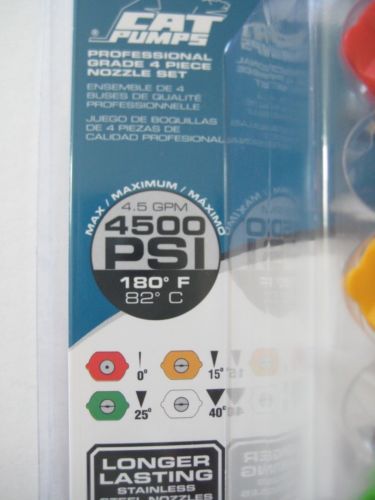 CAT
PUMPS
PROFESSIONAL
GRADE 4 PIECE
NOZZLE SET
ENSEMBLE DE 4
BUSES DE QUALITÉ
PROFESSIONNELLE
JUEGO DE BOQUILLAS
DE 4 PIEZAS DE
CALIDAD PROFESIONAL
MAX / MAXIMUM / MÁXIMO
4.5 GPM
4500
PSI
180° F
82° C
0° 15°
25° 40°
LONGER
LASTING
STAINLESS
STEEL NOZZLES